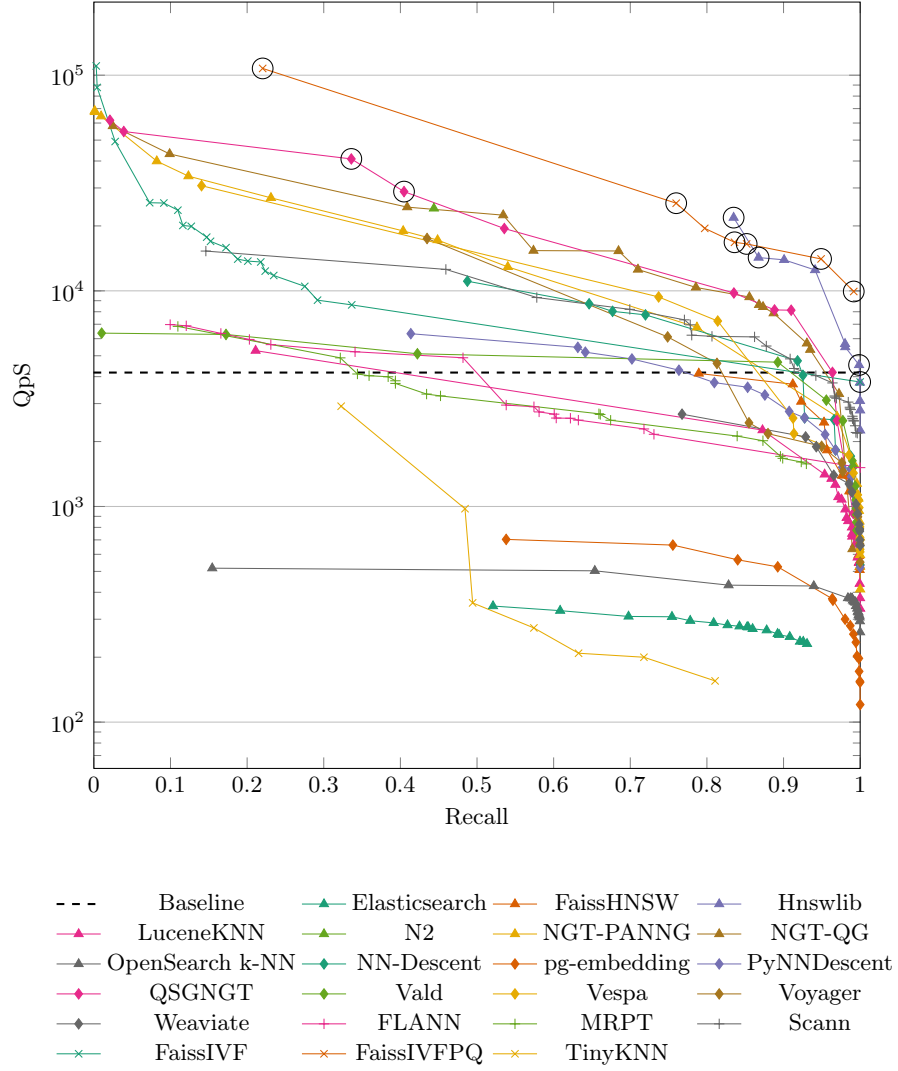 10^5
10^4
10^3
10^2
QpS
0 0.1 0.2 0.3 0.4 0.5 0.6 0.7 0.8 0.9 1
Recall
Baseline Elasticsearch FaissHNSW Hnswlib
LuceneKNN N2 NGT-PANNG NGT-QG
OpenSearch k-NN NN-Descent pg-embedding PyNNDescent
QSGNGT Vald Vespa Voyager
Weaviate FLANN MRPT Scann
FaissIVF FaissIVFPQ TinyKNN